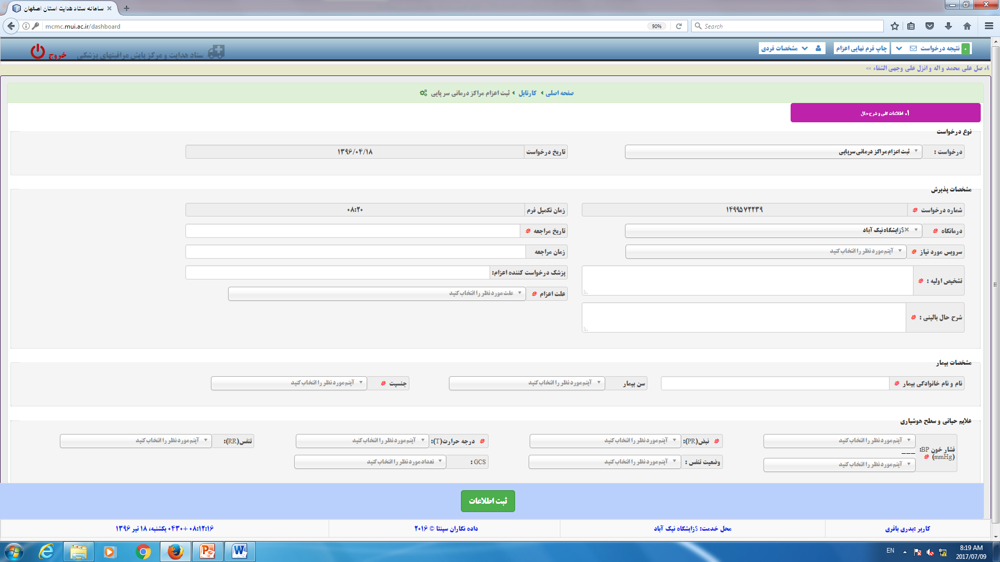 سامانه ستاد هدایت استان اصفهان
mcmc.mui.ac.ir/dashboard
90%
Search
نتیجه درخواست
چاپ فرم نهایی اعزام
مشخصات فردی
ستاد هدایت و مرکز پایش مراقبتهای پزشکی
خروج
صل علی محمد و اله و انزل علی وجهی الشفاء »»
صفحه اصلی
کارتابل
ثبت اعزام مراکز درمانی سرپایی
۱. اطلاعات کلی و شرح حال
نوع درخواست
درخواست : ثبت اعزام مراکز درمانی سرپایی
تاریخ درخواست ۱۳۹۶/۰۴/۱۸
مشخصات پذیرش
شماره درخواست * ۱۴۹۹۵۷۲۲۳۹
زمان تکمیل فرم ۰۸:۲۰
درمانگاه * $زایشگاه نیک آباد
تاریخ مراجعه *
سرویس مورد نیاز * آیتم مورد نظر را انتخاب کنید
زمان مراجعه
تشخیص اولیه : *
پزشک درخواست کننده اعزام:
علت اعزام * علت مورد نظر را انتخاب کنید
شرح حال بالینی : *
مشخصات بیمار
نام و نام خانوادگی بیمار *
سن بیمار آیتم مورد نظر را انتخاب کنید
جنسیت * آیتم مورد نظر را انتخاب کنید
علایم حیاتی و سطح هوشیاری
فشار خون BP: (mmHg) * آیتم مورد نظر را انتخاب کنید
___
آیتم مورد نظر را انتخاب کنید
* نبض(PR): آیتم مورد نظر را انتخاب کنید
* درجه حرارت(T): آیتم مورد نظر را انتخاب کنید
تنفس(RR): آیتم مورد نظر را انتخاب کنید
وضعیت تنفس : آیتم مورد نظر را انتخاب کنید
GCS : تعداد مورد نظر را انتخاب کنید
ثبت اطلاعات
کاربر :بدری باقری
محل خدمت: $زایشگاه نیک آباد
داده نگاران سپنتا © ۲۰۱۶
۰۸:۱۲:۱۶ +۰۴۳۰ یکشنبه، ۱۸ تیر ۱۳۹۶
EN
8:19 AM
2017/07/09